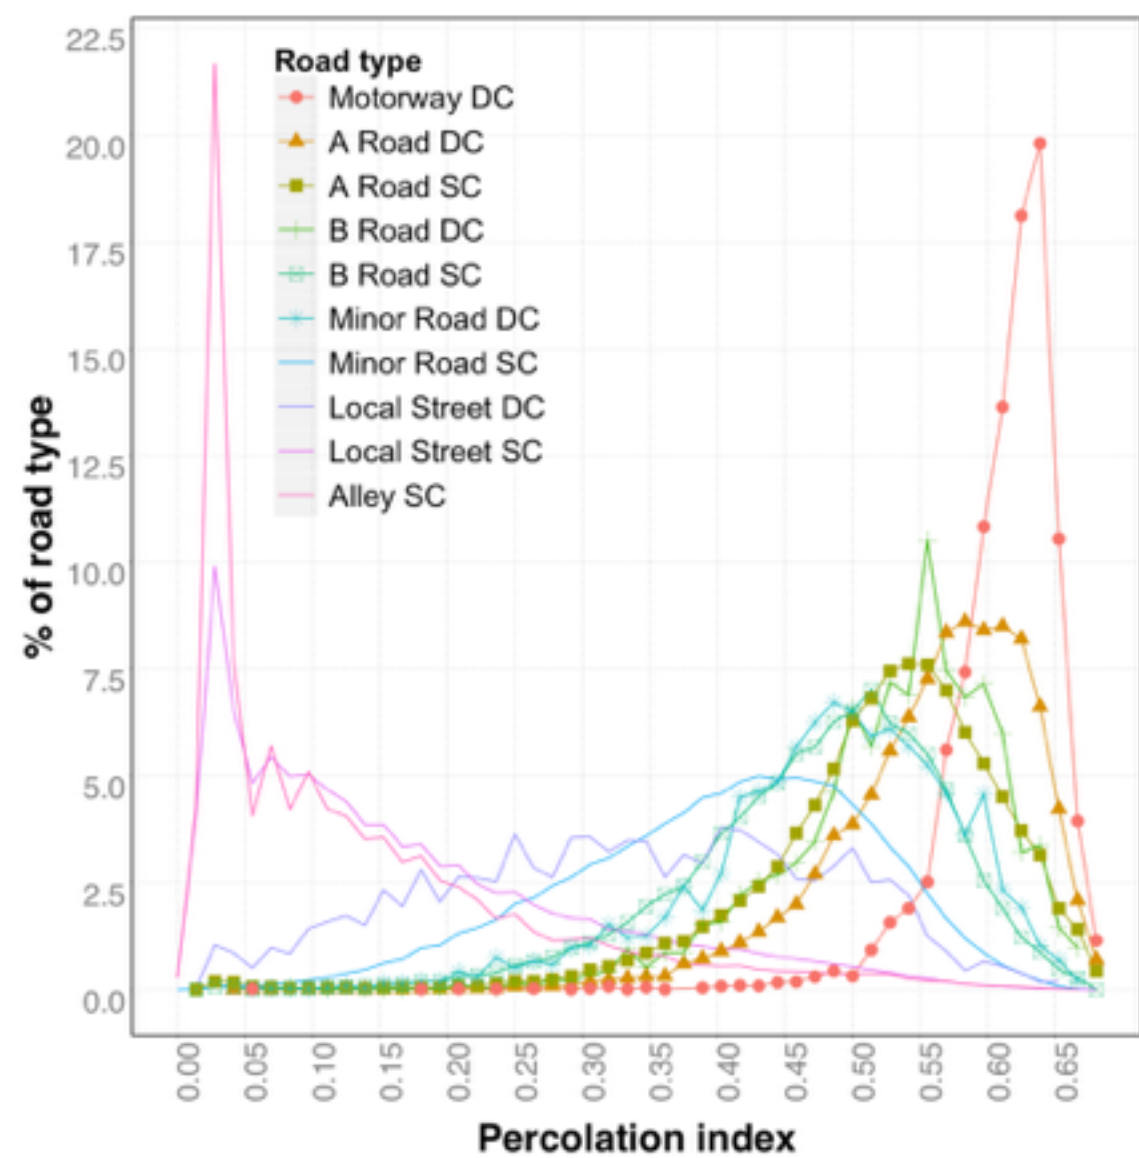 Road type
Motorway DC
A Road DC
A Road SC
B Road DC
B Road SC
Minor Road DC
Minor Road SC
Local Street DC
Local Street SC
Alley SC
% of road type
22.5
20.0
17.5
15.0
12.5
10.0
7.5
5.0
2.5
0.0
0.00 0.05 0.10 0.15 0.20 0.25 0.30 0.35 0.40 0.45 0.50 0.55 0.60 0.65
Percolation index